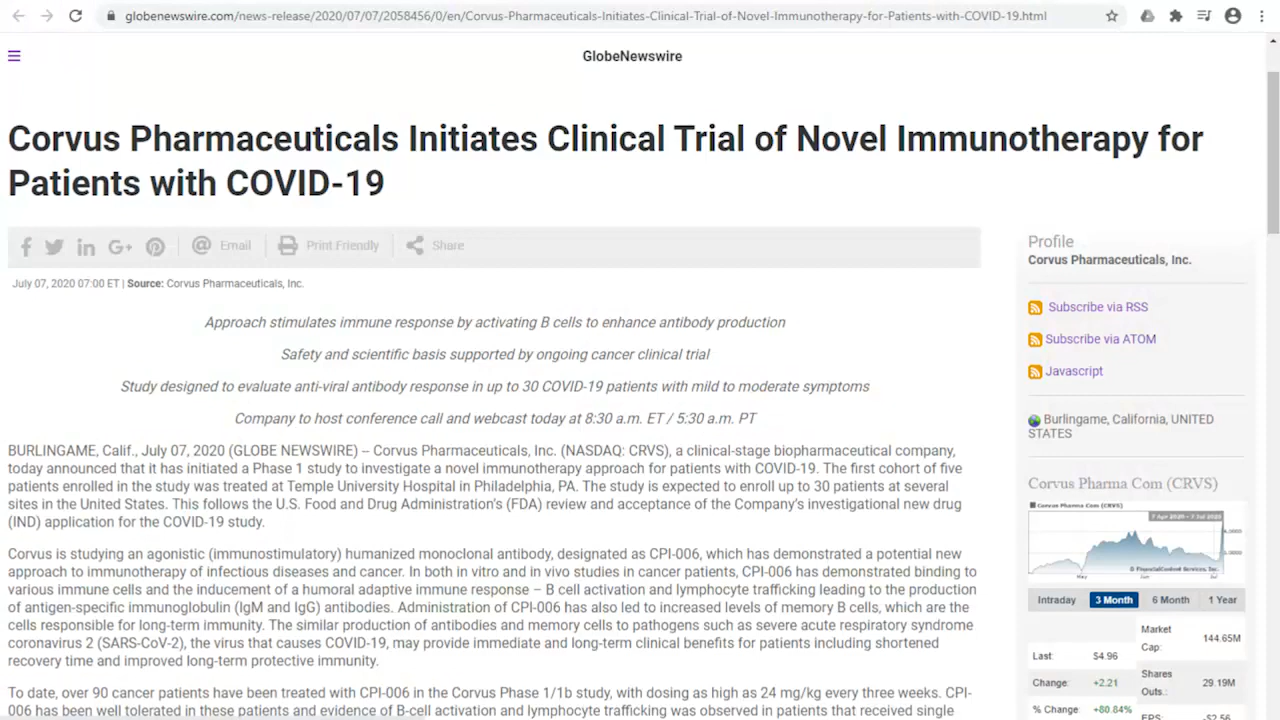 globenewswire.com/news-release/2020/07/07/2058456/0/en/Corvus-Pharmaceuticals-Initiates-Clinical-Trial-of-Novel-Immunotherapy-for-Patients-with-COVID-19.html
GlobeNewswire
Corvus Pharmaceuticals Initiates Clinical Trial of Novel Immunotherapy for
Patients with COVID-19
Email
Print Friendly
Share
July 07, 2020 07:00 ET | Source: Corvus Pharmaceuticals, Inc.
Approach stimulates immune response by activating B cells to enhance antibody production
Safety and scientific basis supported by ongoing cancer clinical trial
Study designed to evaluate anti-viral antibody response in up to 30 COVID-19 patients with mild to moderate symptoms
Company to host conference call and webcast today at 8:30 a.m. ET / 5:30 a.m. PT
BURLINGAME, Calif., July 07, 2020 (GLOBE NEWSWIRE) -- Corvus Pharmaceuticals, Inc. (NASDAQ: CRVS), a clinical-stage biopharmaceutical company,
today announced that it has initiated a Phase 1 study to investigate a novel immunotherapy approach for patients with COVID-19. The first cohort of five
patients enrolled in the study was treated at Temple University Hospital in Philadelphia, PA. The study is expected to enroll up to 30 patients at several
sites in the United States. This follows the U.S. Food and Drug Administration's (FDA) review and acceptance of the Company's investigational new drug
(IND) application for the COVID-19 study.
Corvus is studying an agonistic (immunostimulatory) humanized monoclonal antibody, designated as CPI-006, which has demonstrated a potential new
approach to immunotherapy of infectious diseases and cancer. In both in vitro and in vivo studies in cancer patients, CPI-006 has demonstrated binding to
various immune cells and the inducement of a humoral adaptive immune response – B cell activation and lymphocyte trafficking leading to the production
of antigen-specific immunoglobulin (IgM and IgG) antibodies. Administration of CPI-006 has also led to increased levels of memory B cells, which are the
cells responsible for long-term immunity. The similar production of antibodies and memory cells to pathogens such as severe acute respiratory syndrome
coronavirus 2 (SARS-CoV-2), the virus that causes COVID-19, may provide immediate and long-term clinical benefits for patients including shortened
recovery time and improved long-term protective immunity.
To date, over 90 cancer patients have been treated with CPI-006 in the Corvus Phase 1/1b study, with dosing as high as 24 mg/kg every three weeks. CPI-
006 has been well tolerated in these patients and evidence of B-cell activation and lymphocyte trafficking was observed in patients that received single
Profile
Corvus Pharmaceuticals, Inc.
Subscribe via RSS
Subscribe via ATOM
Javascript
Burlingame, California, UNITED
STATES
Corvus Pharma Com (CRVS)
Corvus Pharma Com (CRVS)
7 Apr 2020 - 7 Jul 2020
© FinancialContent Services, Inc.
May Jun Jul
Intraday 3 Month 6 Month 1 Year
Last: $4.96
Market Cap: 144.65M
Change: +2.21
Shares Outs.: 29.19M
% Change: +80.84%
EPS: -$2.56